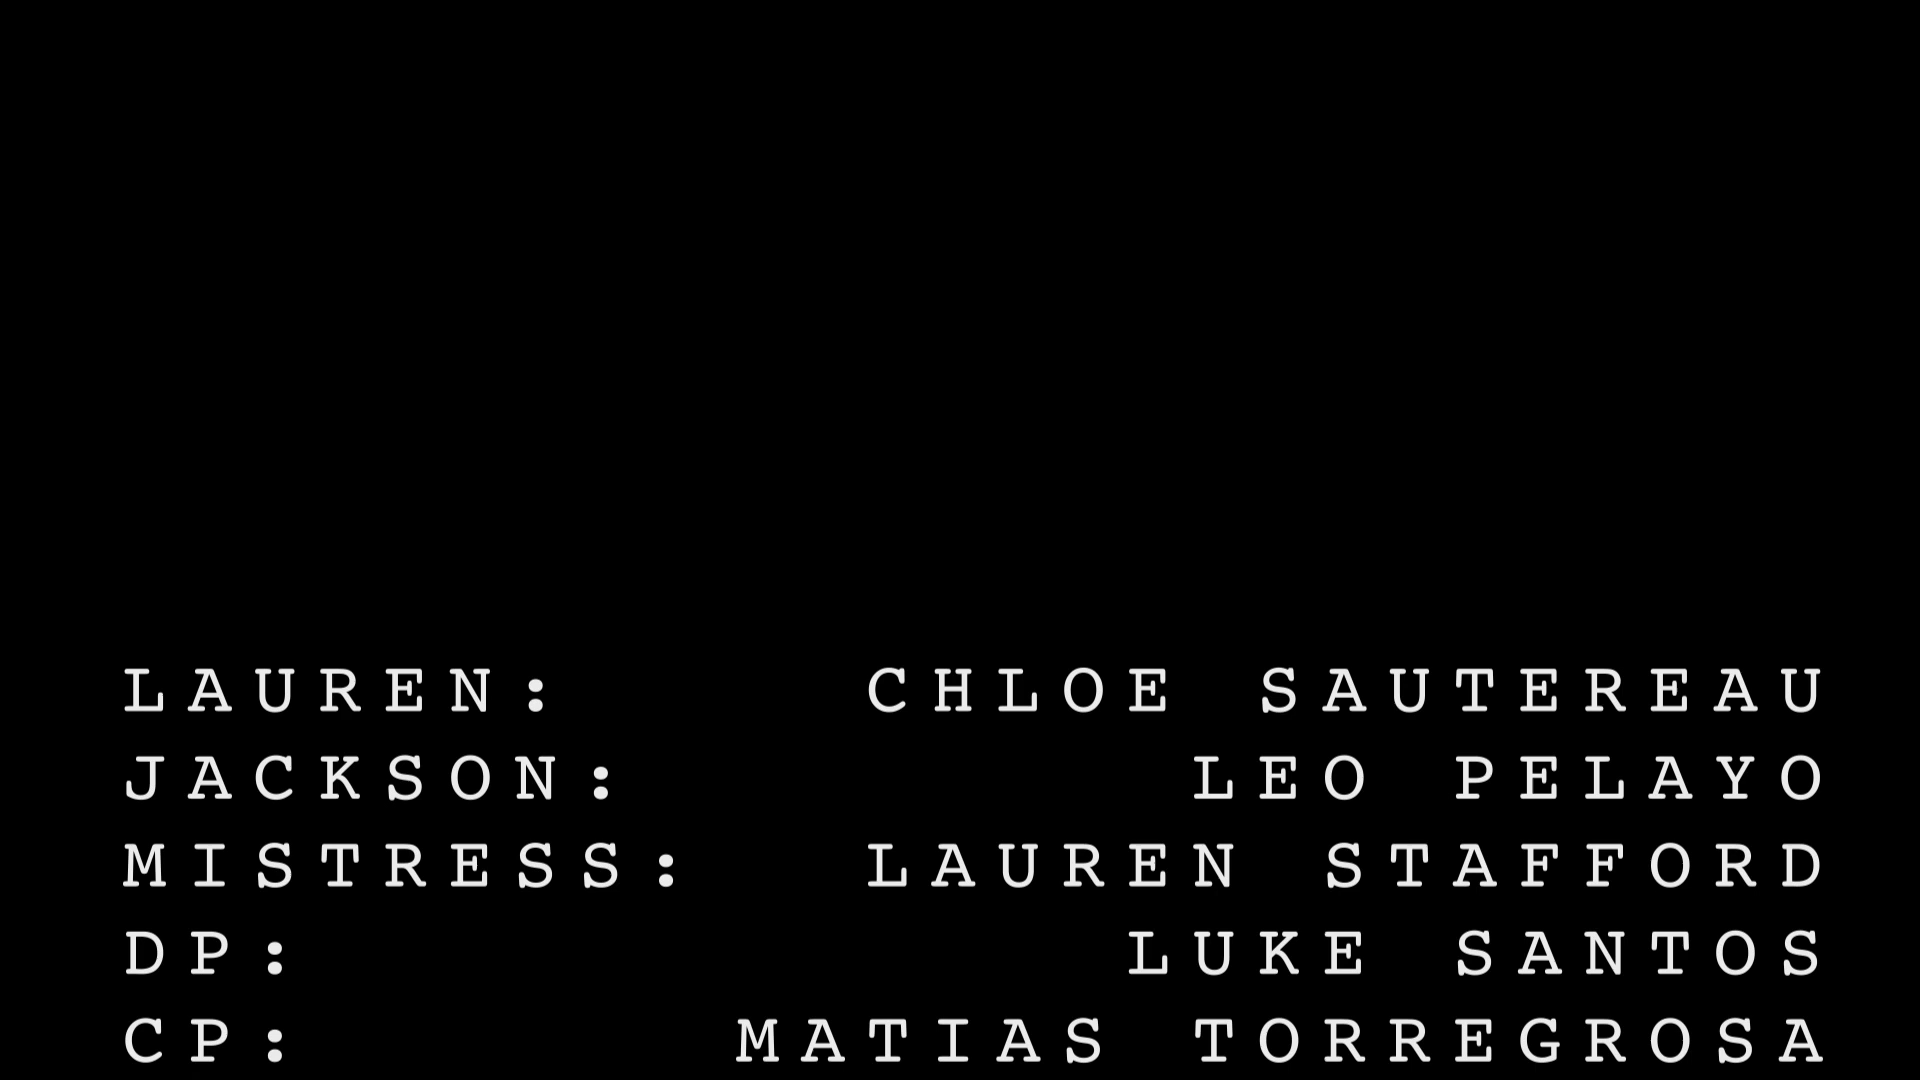 LAUREN: CHLOE SAUTEREAU
JACKSON: LEO PELAYO
MISTRESS: LAUREN STAFFORD
DP: LUKE SANTOS
CP: MATIAS TORREGROSA